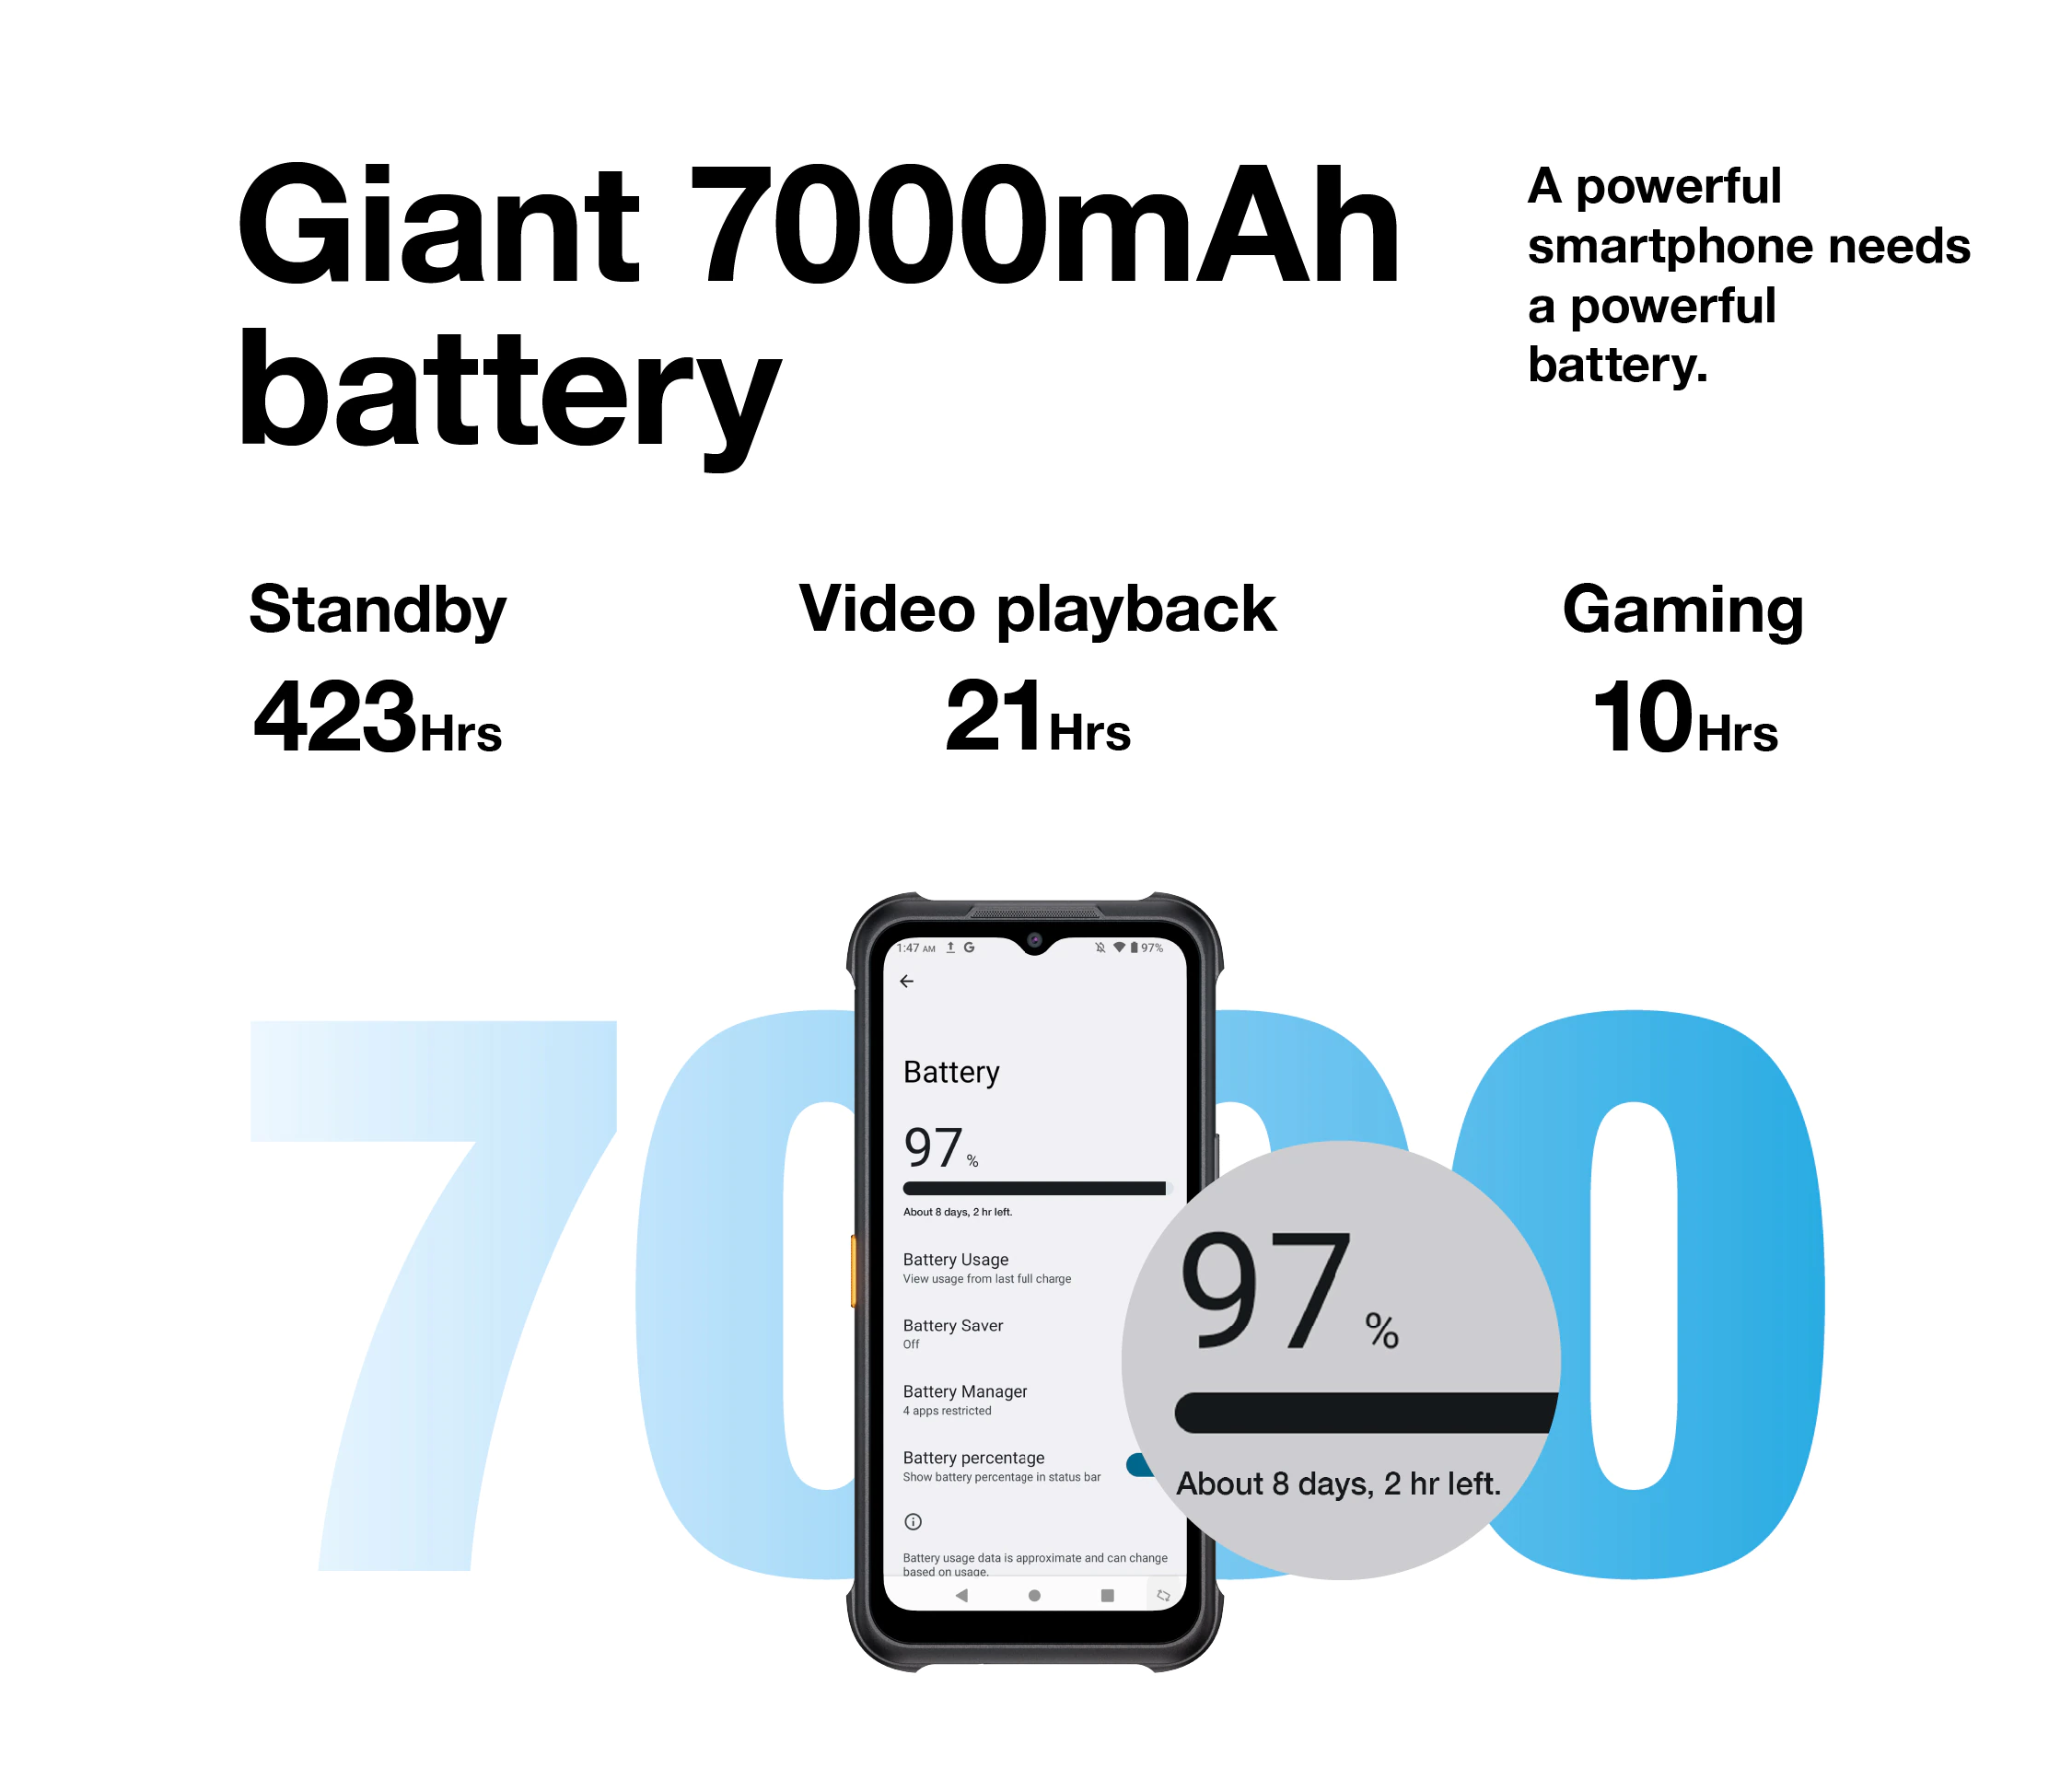 Giant 7000mAh
battery
A powerful
smartphone needs
a powerful
battery.
Standby
423Hrs
Video playback
21Hrs
Gaming
10Hrs
7000
1:47 AM
97%
Battery
97 %
About 8 days, 2 hr left.
Battery Usage
View usage from last full charge
Battery Saver
Off
Battery Manager
4 apps restricted
Battery percentage
Show battery percentage in status bar
Battery usage data is approximate and can change
based on usage.
97 %
About 8 days, 2 hr left.